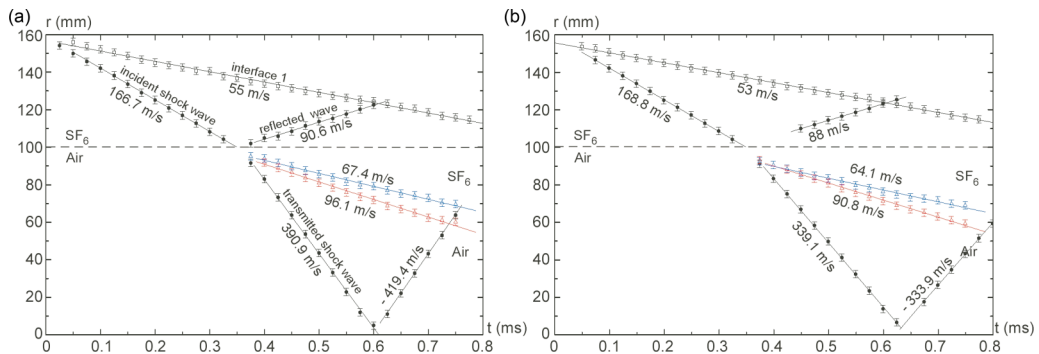 (a)
r (mm)
160
140
120
100
80
60
40
20
0
interface 1
55 m/s
incident shock wave
166.7 m/s
reflected wave
90.6 m/s
SF6
Air
67.4 m/s
SF6
96.1 m/s
transmitted shock wave
390.9 m/s
Air
- 419.4 m/s
0 0.1 0.2 0.3 0.4 0.5 0.6 0.7 0.8
t (ms)
(b)
r (mm)
160
140
120
100
80
60
40
20
0
53 m/s
168.8 m/s
88 m/s
SF6
Air
64.1 m/s
SF6
90.8 m/s
339.1 m/s
Air
- 333.9 m/s
0 0.1 0.2 0.3 0.4 0.5 0.6 0.7 0.8
t (ms)